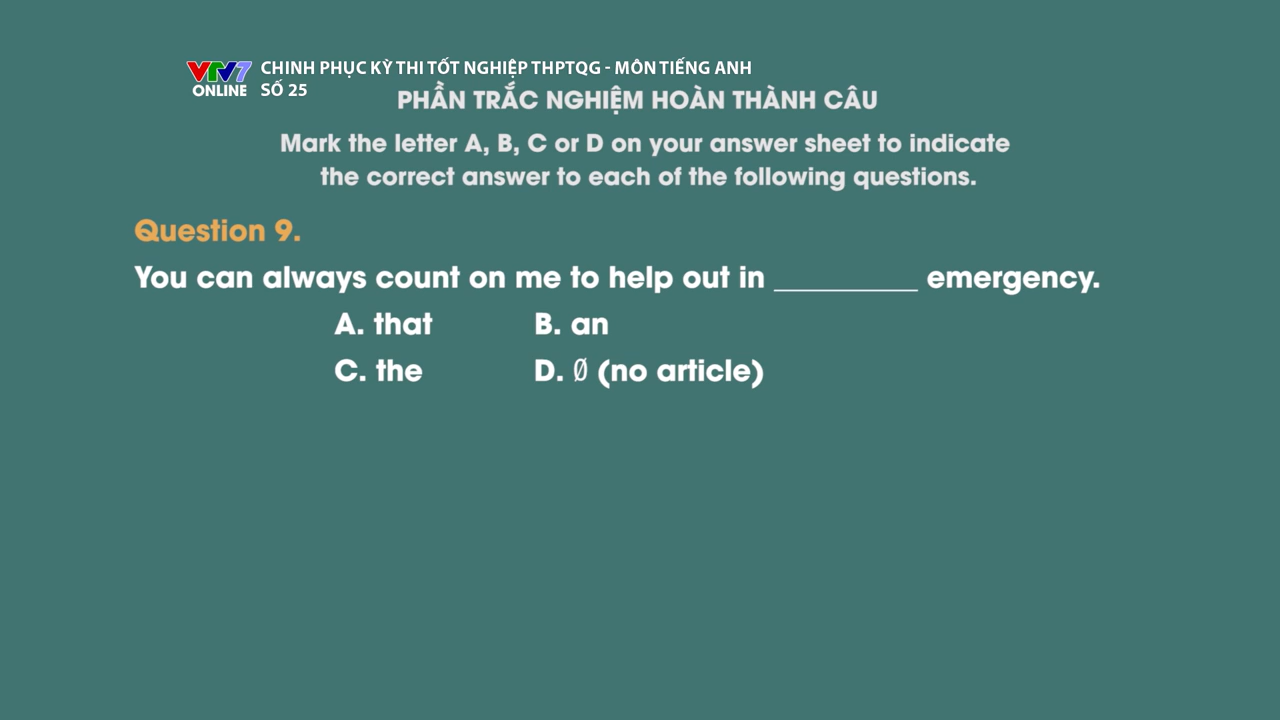 VTV7
ONLINE
CHINH PHỤC KỲ THI TỐT NGHIỆP THPTQG - MÔN TIẾNG ANH
SỐ 25
PHẦN TRẮC NGHIỆM HOÀN THÀNH CÂU
Mark the letter A, B, C or D on your answer sheet to indicate
the correct answer to each of the following questions.
Question 9.
You can always count on me to help out in _________ emergency.
A. that B. an
C. the D. Ø (no article)